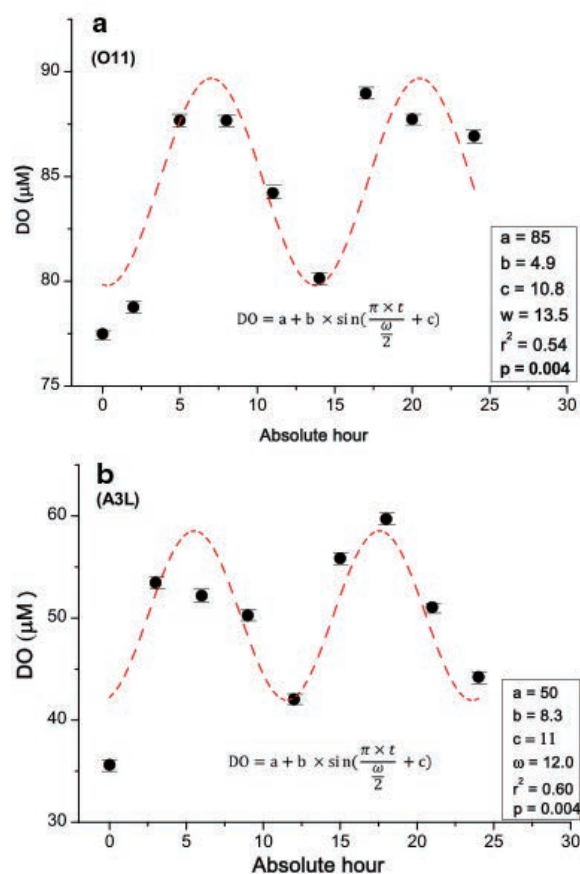 a
(O11)
90
85
80
75
DO (μM)
a = 85
b = 4.9
c = 10.8
w = 13.5
r² = 0.54
p = 0.004
DO = a + b × sin(π × t / ω/2 + c)
0 5 10 15 20 25 30
Absolute hour
b
(A3L)
60
50
40
30
DO (μM)
a = 50
b = 8.3
c = 11
ω = 12.0
r² = 0.60
p = 0.004
DO = a + b × sin(π × t / ω/2 + c)
0 5 10 15 20 25 30
Absolute hour